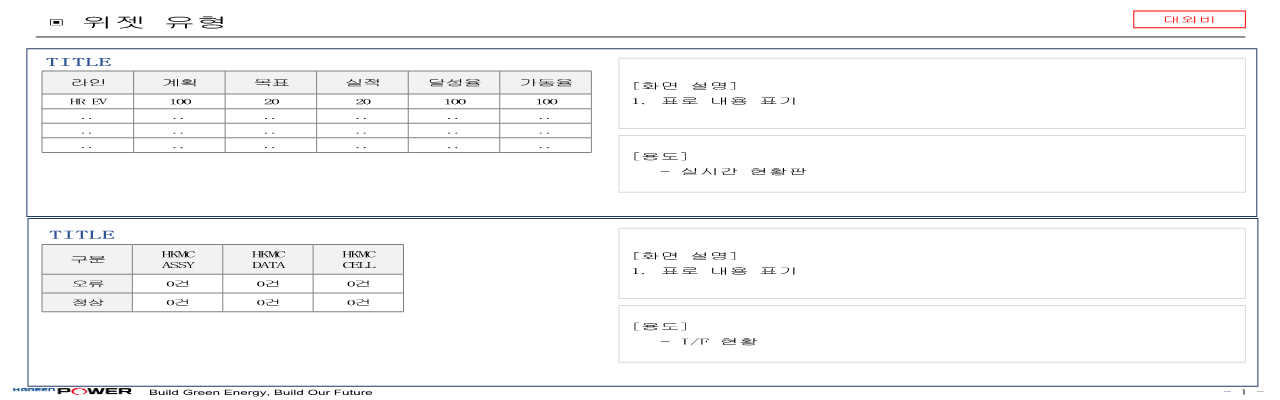 ▣ 위젯 유형
대외비
TITLE
라인 계획 목표 실적 달성율 가동율
HR EV 100 20 20 100 100
.. .. .. .. .. ..
.. .. .. .. .. ..
.. .. .. .. .. ..
[화면 설명]
1. 표로 내용 표기
[용도]
- 실시간 현황판
TITLE
구분 HKMC ASSY HKMC DATA HKMC CELL
오류 0건 0건 0건
정상 0건 0건 0건
[화면 설명]
1. 표로 내용 표기
[용도]
- I/F 현황
HGREEN POWER Build Green Energy, Build Our Future
- 1 -